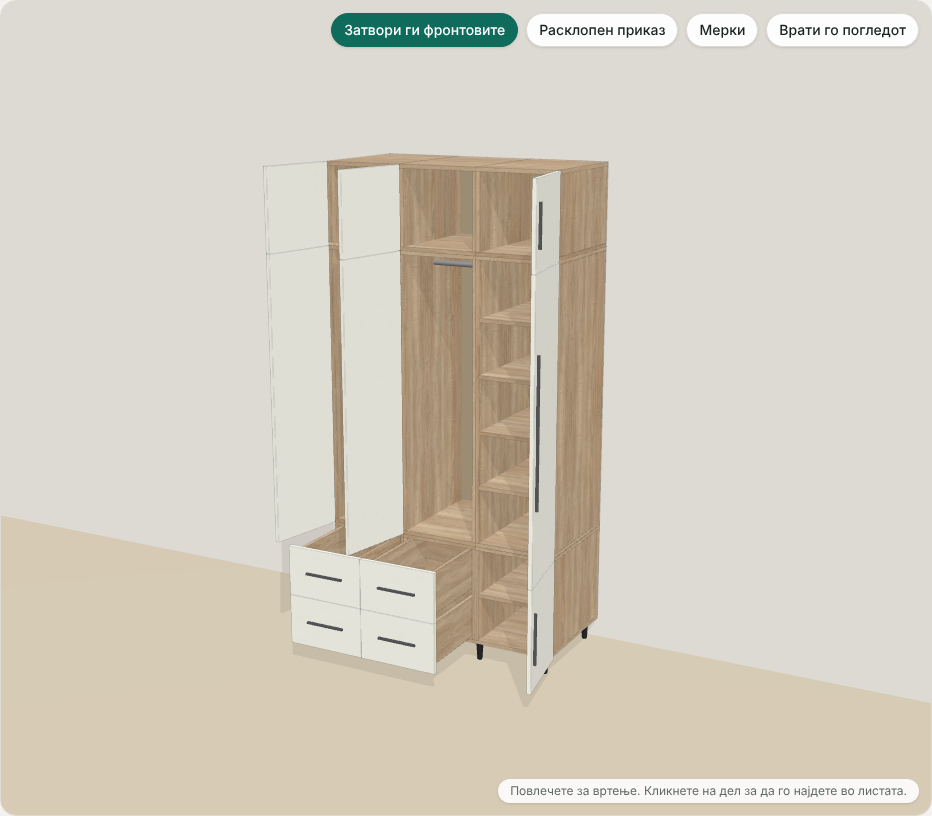 Затвори ги фронтовите
Расклопен приказ
Мерки
Врати го погледот
Повлечете за вртење. Кликнете на дел за да го најдете во листата.